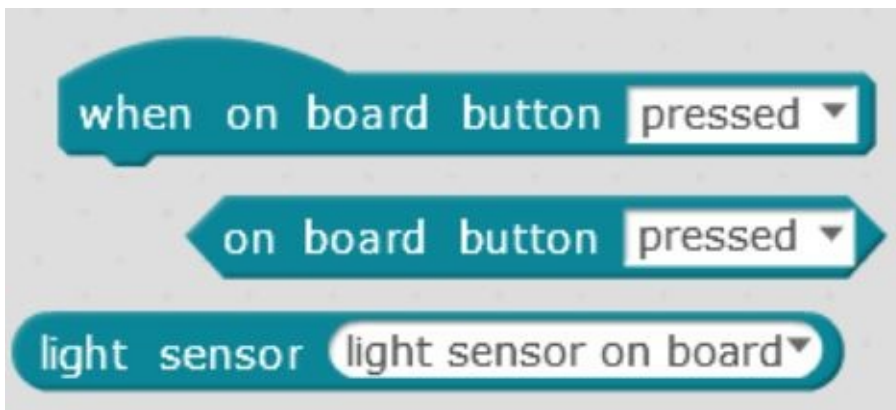 when on board button pressed
on board button pressed
light sensor light sensor on board